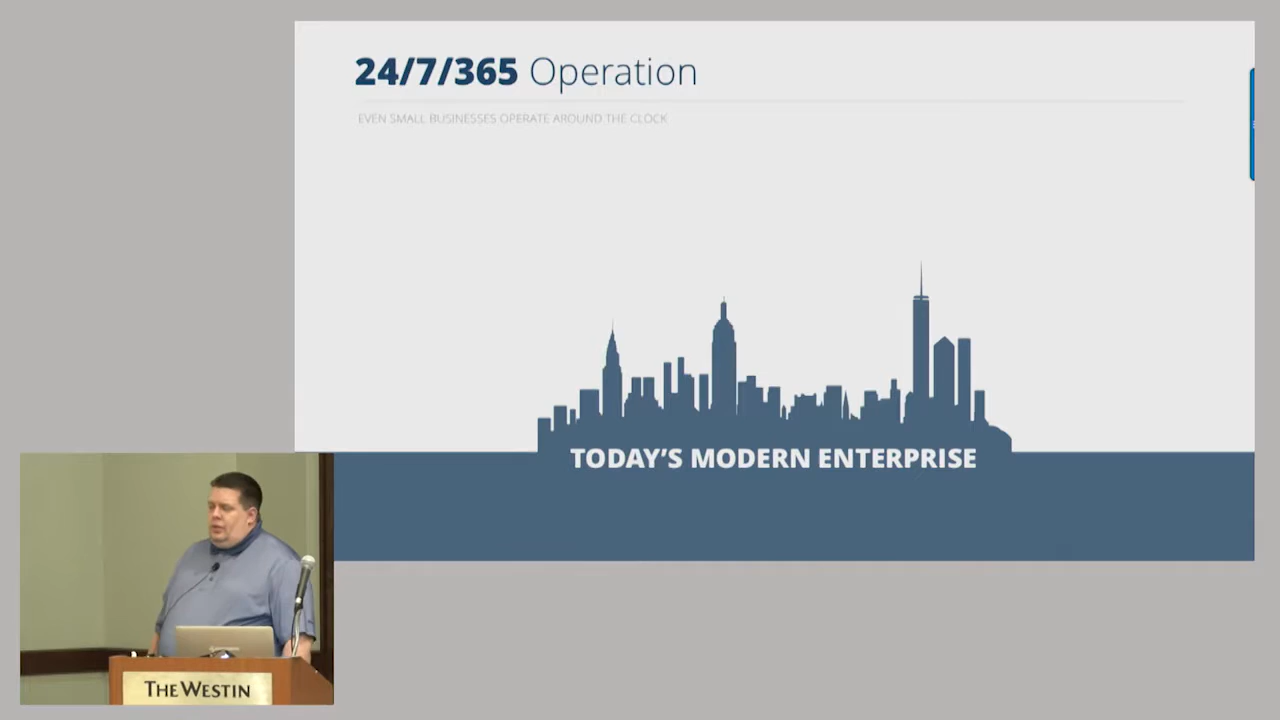 24/7/365 Operation
EVEN SMALL BUSINESSES OPERATE AROUND THE CLOCK
TODAY'S MODERN ENTERPRISE
THE WESTIN